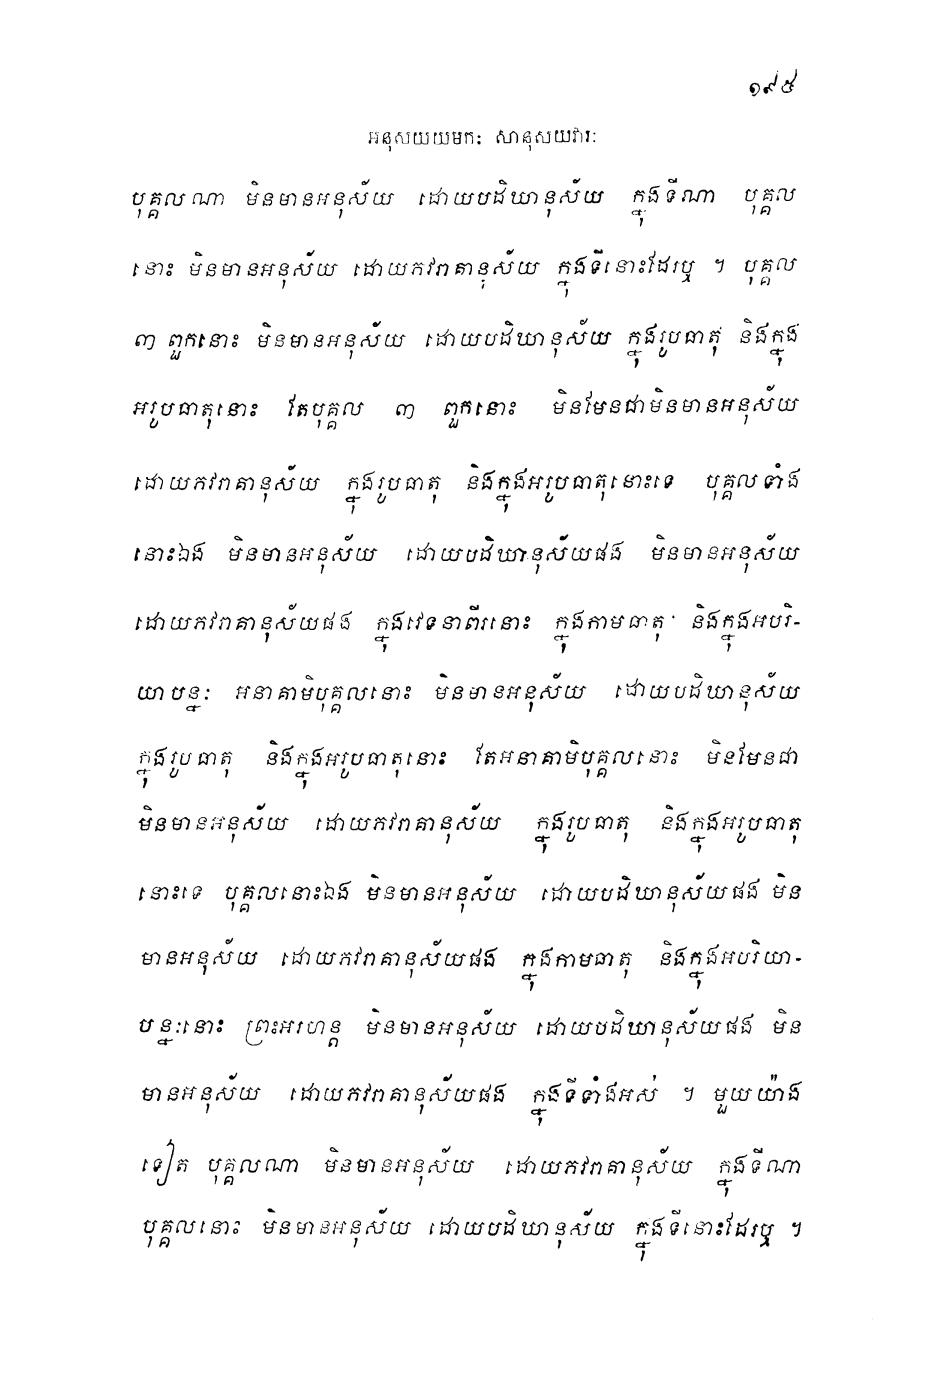 ១៩៥
អនុសយយមកៈ សានុសយវារៈ
បុគ្គលណា មិនមានអនុស័យ ដោយបដិឃានុស័យ ក្នុងទីណា បុគ្គល
នោះ មិនមានអនុស័យ ដោយភវរាគានុស័យ ក្នុងទីនោះដែរឬ ។ បុគ្គល
៣ ពួកនោះ មិនមានអនុស័យ ដោយបដិឃានុស័យ ក្នុងរូបធាតុ និងក្នុង
អរូបធាតុនោះ តែបុគ្គល ៣ ពួកនោះ មិនមែនជាមិនមានអនុស័យ
ដោយភវរាគានុស័យ ក្នុងរូបធាតុ និងក្នុងអរូបធាតុនោះទេ បុគ្គលទាំង
នោះឯង មិនមានអនុស័យ ដោយបដិឃានុស័យផង មិនមានអនុស័យ
ដោយភវរាគានុស័យផង ក្នុងវេទនាពីរនោះ ក្នុងកាមធាតុ និងក្នុងអបរិ-
យាបន្នៈ អនាគាមិបុគ្គលនោះ មិនមានអនុស័យ ដោយបដិឃានុស័យ
ក្នុងរូបធាតុ និងក្នុងអរូបធាតុនោះ តែអនាគាមិបុគ្គលនោះ មិនមែនជា
មិនមានអនុស័យ ដោយភវរាគានុស័យ ក្នុងរូបធាតុ និងក្នុងអរូបធាតុ
នោះទេ បុគ្គលនោះឯង មិនមានអនុស័យ ដោយបដិឃានុស័យផង មិន
មានអនុស័យ ដោយភវរាគានុស័យផង ក្នុងកាមធាតុ និងក្នុងអបរិយា-
បន្នៈនោះ ព្រះអរហន្ត មិនមានអនុស័យ ដោយបដិឃានុស័យផង មិន
មានអនុស័យ ដោយភវរាគានុស័យផង ក្នុងទីទាំងអស់ ។ មួយយ៉ាង
ទៀត បុគ្គលណា មិនមានអនុស័យ ដោយភវរាគានុស័យ ក្នុងទីណា
បុគ្គលនោះ មិនមានអនុស័យ ដោយបដិឃានុស័យ ក្នុងទីនោះដែរឬ ។